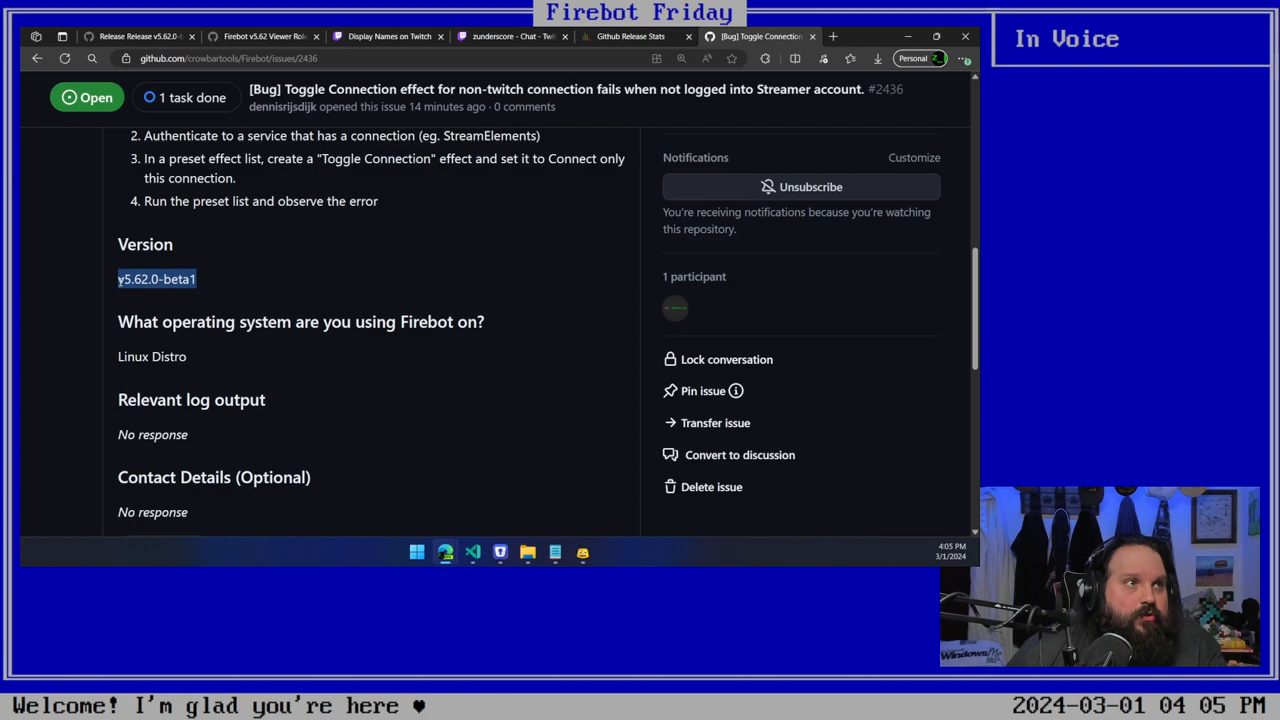 Firebot Friday
In Voice
Release Release v5.62.0-b
Firebot v5.62 Viewer Role
Display Names on Twitch
zunderscore - Chat - Twi
Github Release Stats
[Bug] Toggle Connection
github.com/crowbartools/Firebot/issues/2436
Personal
Open
1 task done
[Bug] Toggle Connection effect for non-twitch connection fails when not logged into Streamer account. #2436
dennisrijsdijk opened this issue 14 minutes ago · 0 comments
2. Authenticate to a service that has a connection (eg. StreamElements)
3. In a preset effect list, create a "Toggle Connection" effect and set it to Connect only
this connection.
4. Run the preset list and observe the error
Version
v5.62.0-beta1
What operating system are you using Firebot on?
Linux Distro
Relevant log output
No response
Contact Details (Optional)
No response
Notifications
Customize
Unsubscribe
You're receiving notifications because you're watching
this repository.
1 participant
Lock conversation
Pin issue
Transfer issue
Convert to discussion
Delete issue
4:05 PM
3/1/2024
Windows Me
Welcome! I'm glad you're here ♥
2024-03-01 04 05 PM